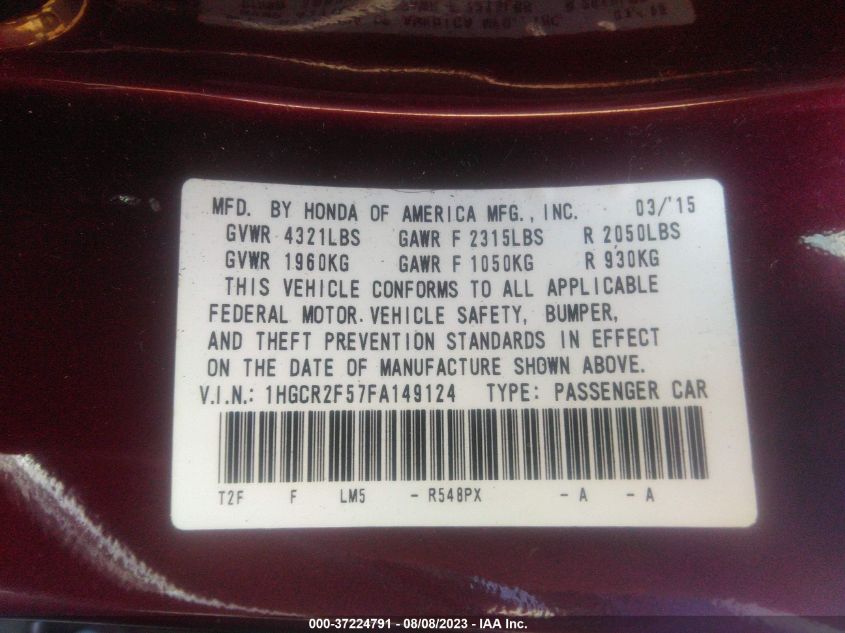 MFD. BY HONDA OF AMERICA MFG., INC. 03/'15
GVWR 4321LBS GAWR F 2315LBS R 2050LBS
GVWR 1960KG GAWR F 1050KG R 930KG
THIS VEHICLE CONFORMS TO ALL APPLICABLE
FEDERAL MOTOR VEHICLE SAFETY, BUMPER,
AND THEFT PREVENTION STANDARDS IN EFFECT
ON THE DATE OF MANUFACTURE SHOWN ABOVE.
V.I.N.: 1HGCR2F57FA149124 TYPE: PASSENGER CAR
T2F F LM5 - R548PX - A - A
000-37224791 - 08/08/2023 - IAA Inc.